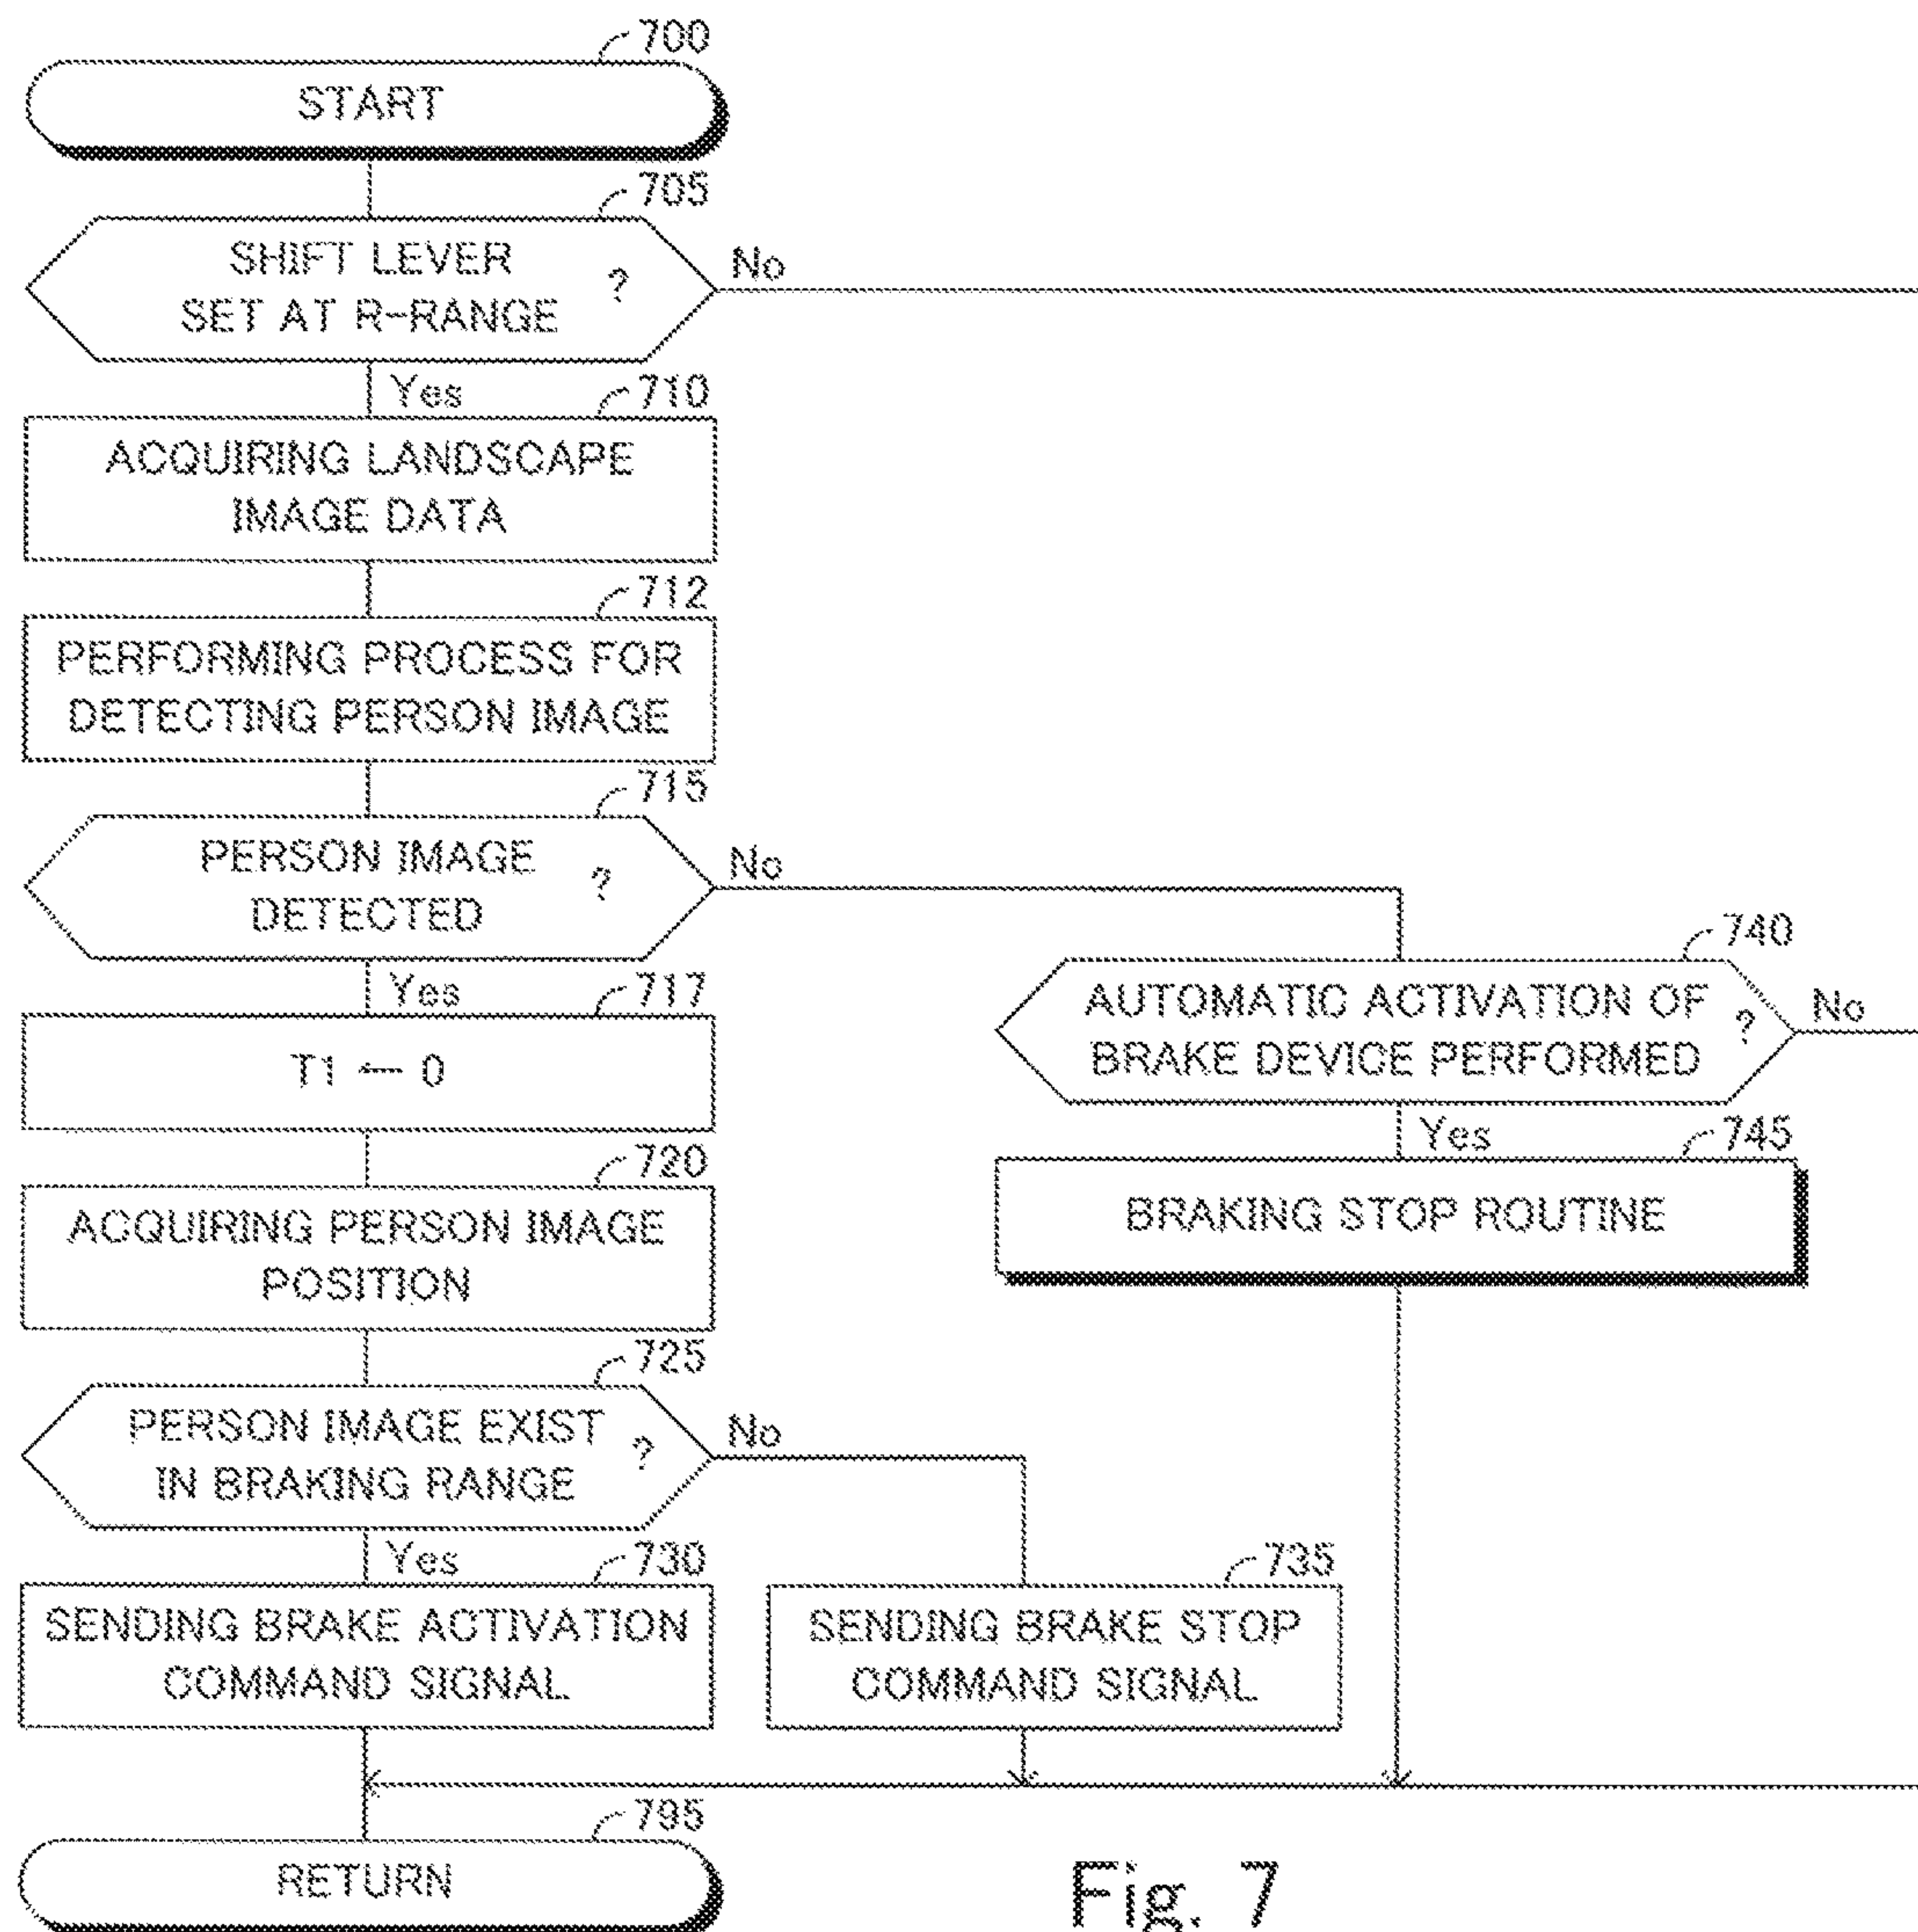 700
START
705
SHIFT LEVER
SET AT R-RANGE
?
No
Yes
710
ACQUIRING LANDSCAPE
IMAGE DATA
712
PERFORMING PROCESS FOR
DETECTING PERSON IMAGE
715
PERSON IMAGE
DETECTED
?
No
Yes
717
T1 ← 0
740
AUTOMATIC ACTIVATION OF
BRAKE DEVICE PERFORMED
?
No
Yes
745
BRAKING STOP ROUTINE
720
ACQUIRING PERSON IMAGE
POSITION
725
PERSON IMAGE EXIST
IN BRAKING RANGE
?
No
Yes
730
SENDING BRAKE ACTIVATION
COMMAND SIGNAL
735
SENDING BRAKE STOP
COMMAND SIGNAL
795
RETURN
Fig. 7